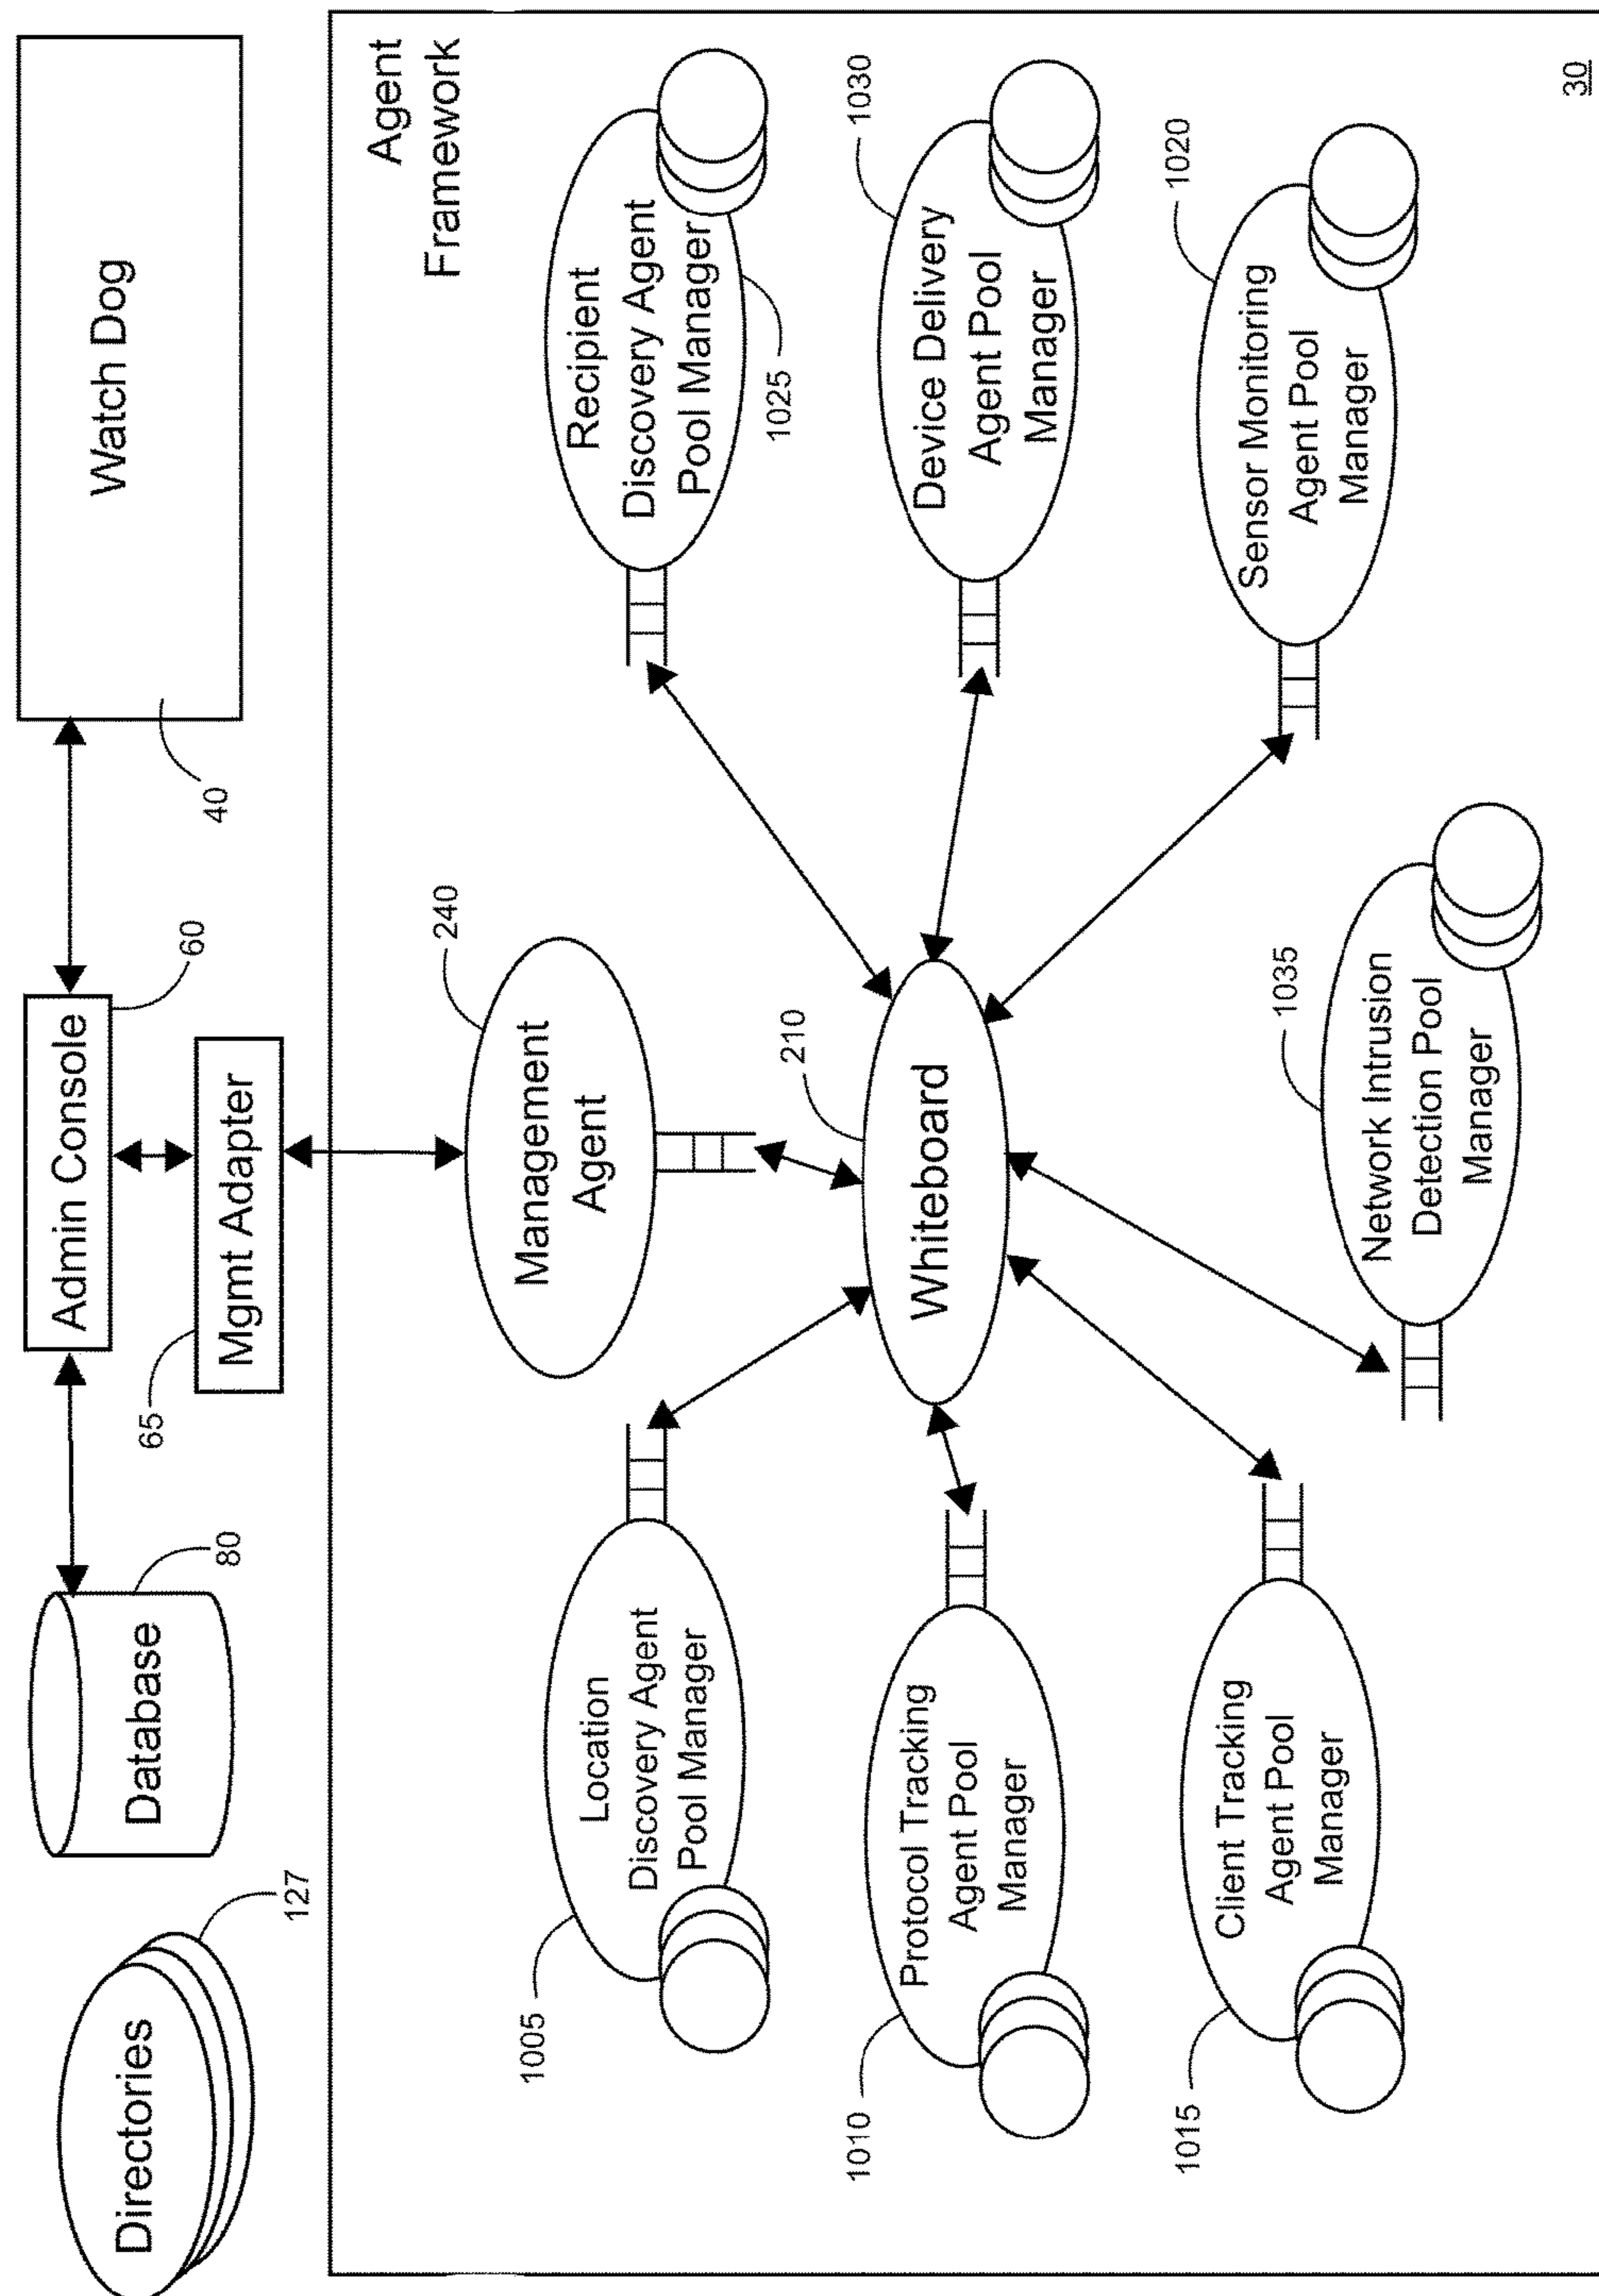 Directories
127
Database
80
Admin Console
60
Mgmt Adapter
65
Watch Dog
40
Agent
Framework
Management
Agent
240
Whiteboard
210
Location
Discovery Agent
Pool Manager
1005
Protocol Tracking
Agent Pool
Manager
1010
Client Tracking
Agent Pool
Manager
1015
Recipient
Discovery Agent
Pool Manager
1025
Device Delivery
Agent Pool
Manager
1030
Sensor Monitoring
Agent Pool
Manager
1020
Network Intrusion
Detection Pool
Manager
1035
30